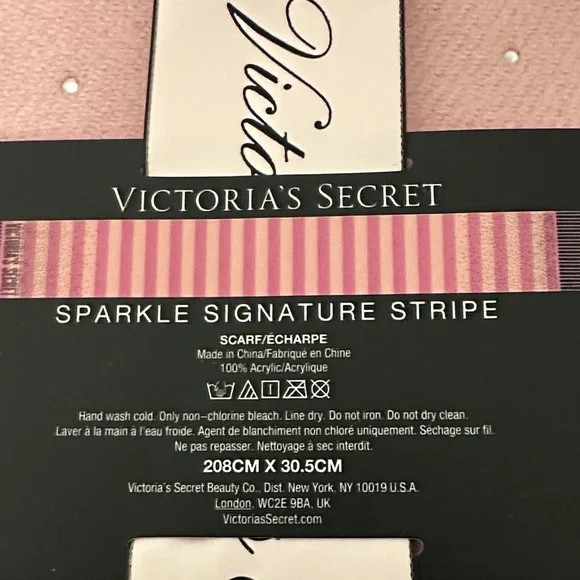 Victo
VICTORIA'S SECRET
VICTORIA'S SECRET
SPARKLE SIGNATURE STRIPE
SCARF/ÉCHARPE
Made in China/Fabriqué en Chine
100% Acrylic/Acrylique
Hand wash cold. Only non-chlorine bleach. Line dry. Do not iron. Do not dry clean.
Laver à la main à l'eau froide. Agent de blanchiment non chloré uniquement. Séchage sur fil.
Ne pas repasser. Nettoyage à sec interdit.
208CM X 30.5CM
Victoria's Secret Beauty Co., Dist. New York, NY 10019 U.S.A.
London, WC2E 9BA, UK
VictoriasSecret.com